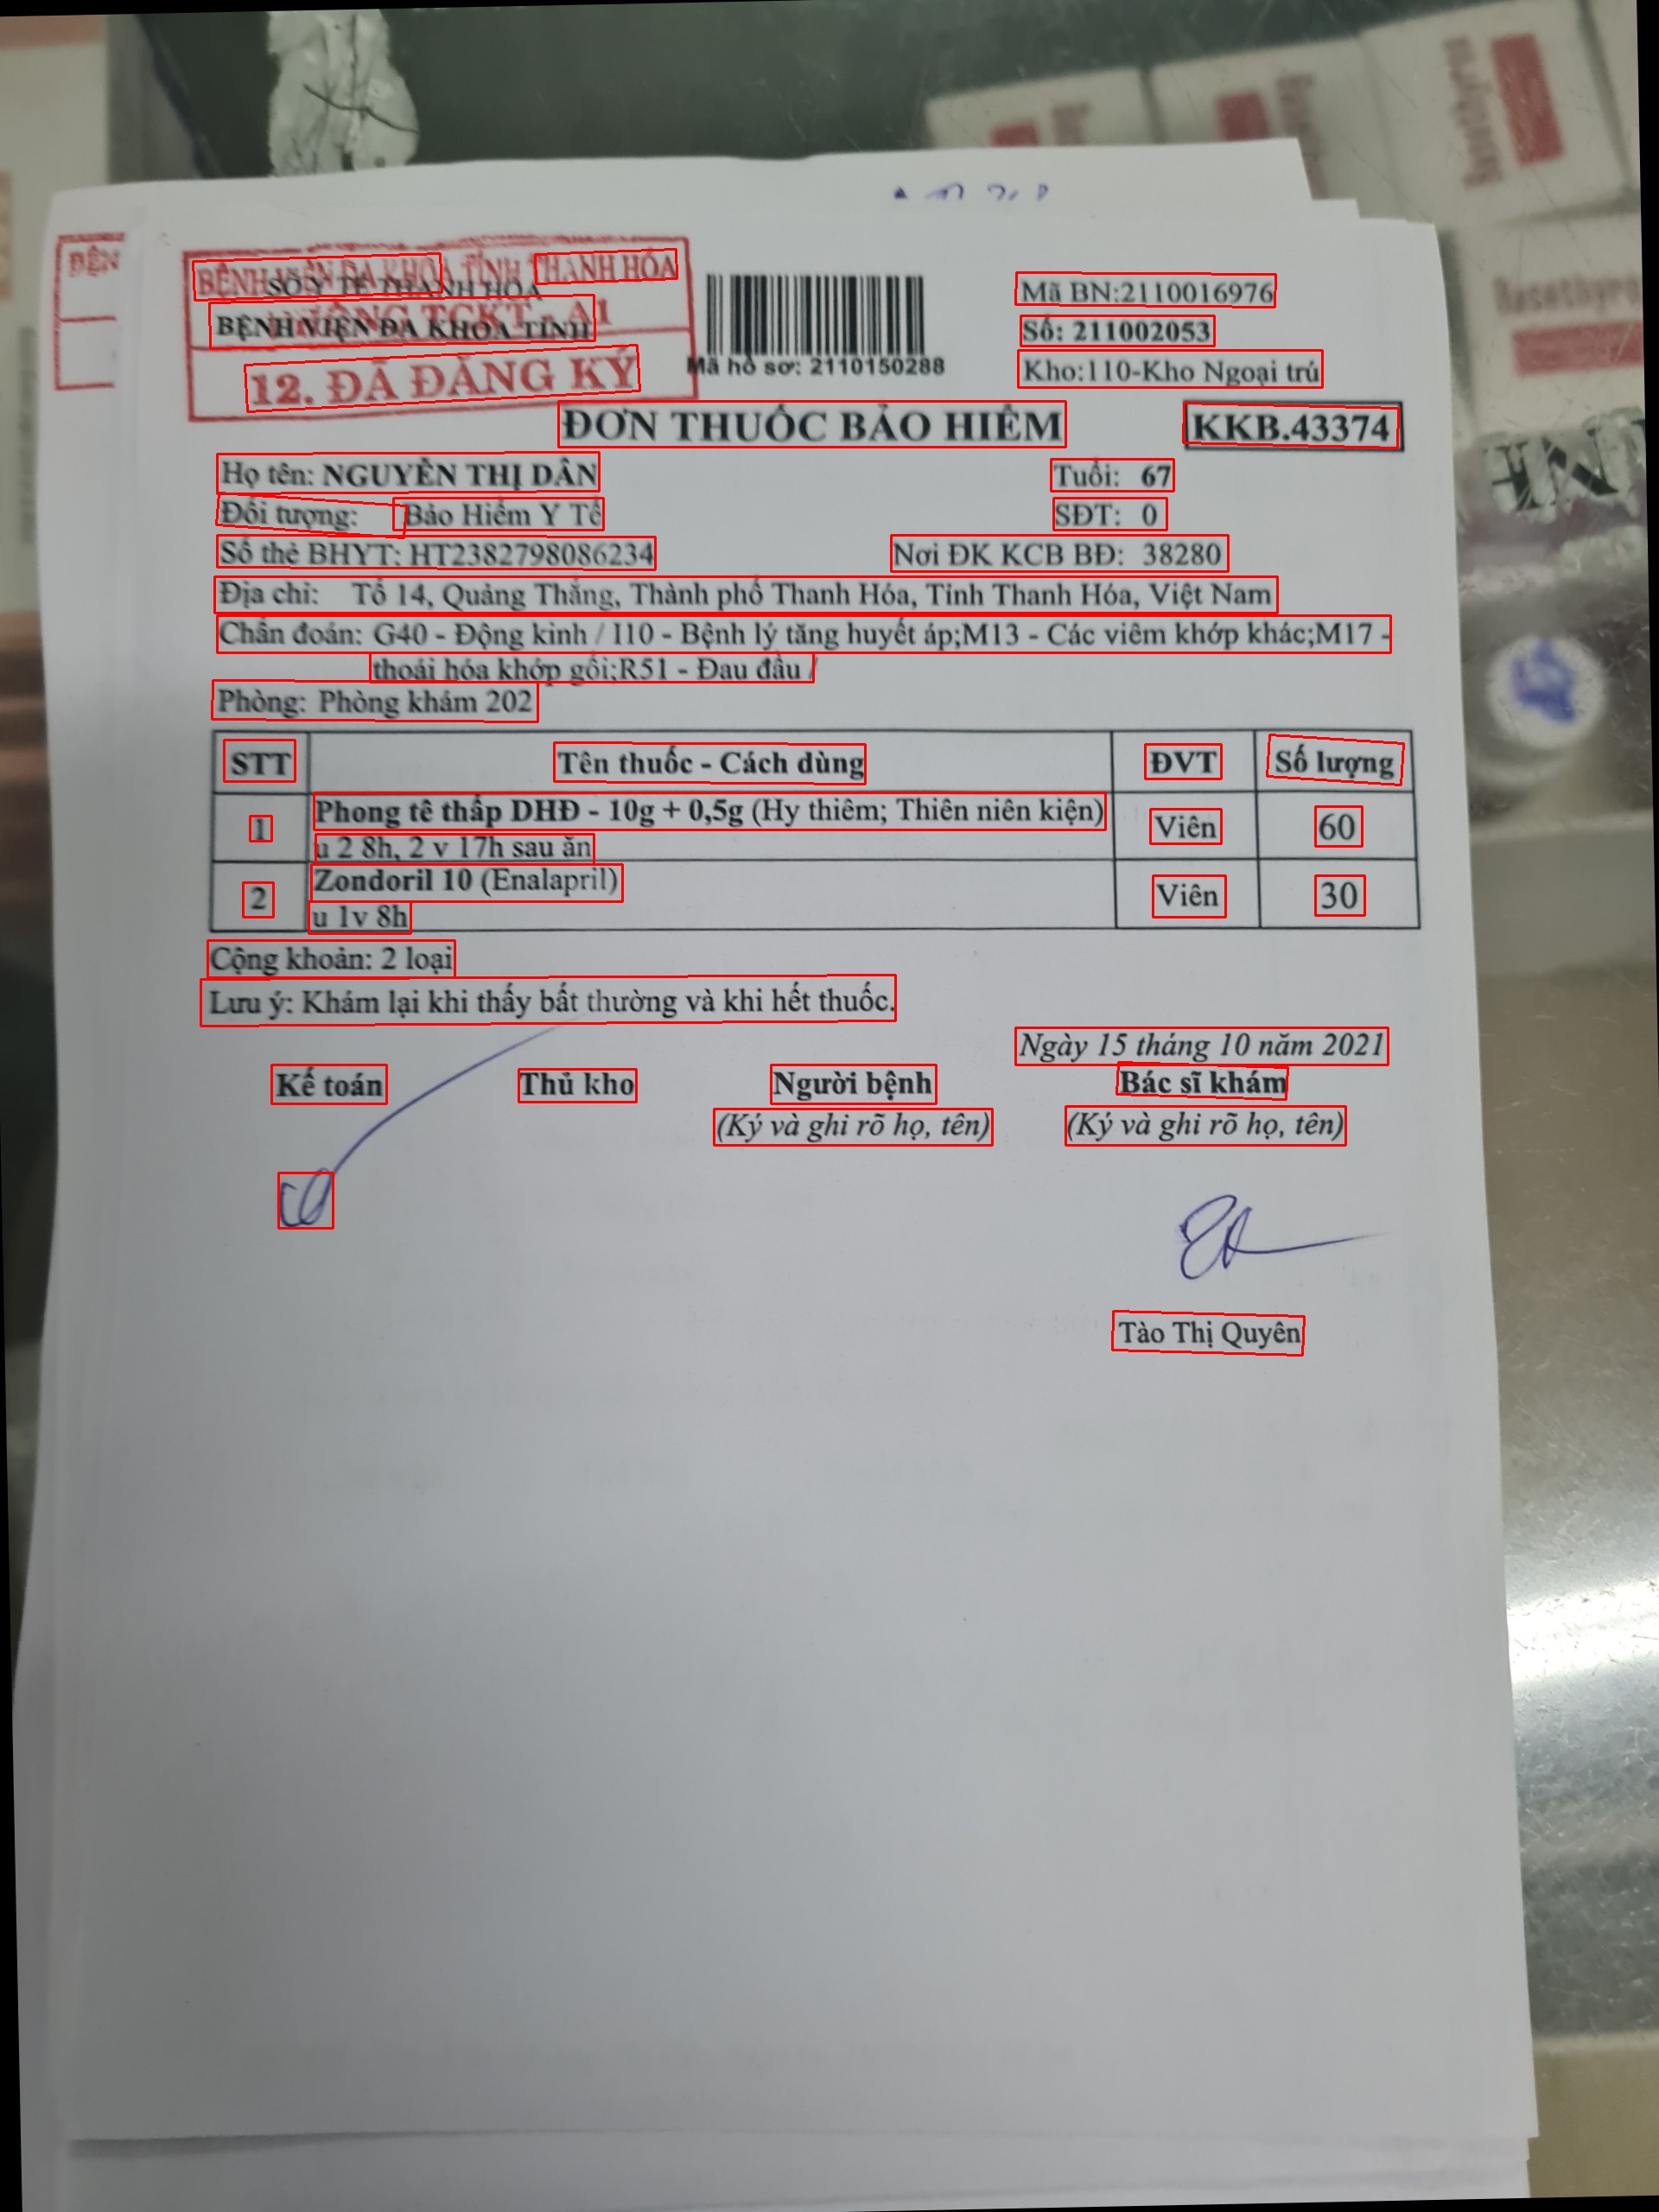 BỆNH VIỆN ĐA KHOA TỈNH THANH HÓA
SỞ Y TẾ THANH HÓA
BỆNH VIỆN ĐA KHOA TỈNH
TCKT - A1
12. ĐÃ ĐĂNG KÝ
Mã hồ sơ: 2110150288
Mã BN:2110016976
Số: 211002053
Kho:110-Kho Ngoại trú
ĐƠN THUỐC BẢO HIỂM
KKB.43374
Họ tên: NGUYỄN THỊ DÂN Tuổi: 67
Đối tượng: Bảo Hiểm Y Tế SĐT: 0
Số thẻ BHYT: HT2382798086234 Nơi ĐK KCB BĐ: 38280
Địa chỉ: Tổ 14, Quảng Thắng, Thành phố Thanh Hóa, Tỉnh Thanh Hóa, Việt Nam
Chẩn đoán: G40 - Động kinh / I10 - Bệnh lý tăng huyết áp;M13 - Các viêm khớp khác;M17 -
thoái hóa khớp gối;R51 - Đau đầu /
Phòng: Phòng khám 202
STT Tên thuốc - Cách dùng ĐVT Số lượng
1 Phong tê thấp DHĐ - 10g + 0,5g (Hy thiêm; Thiên niên kiện) Viên 60
u 2 8h, 2 v 17h sau ăn
2 Zondoril 10 (Enalapril) Viên 30
u 1v 8h
Cộng khoản: 2 loại
Lưu ý: Khám lại khi thấy bất thường và khi hết thuốc.
Ngày 15 tháng 10 năm 2021
Kế toán Thủ kho Người bệnh Bác sĩ khám
(Ký và ghi rõ họ, tên) (Ký và ghi rõ họ, tên)
Tào Thị Quyên
BỆN